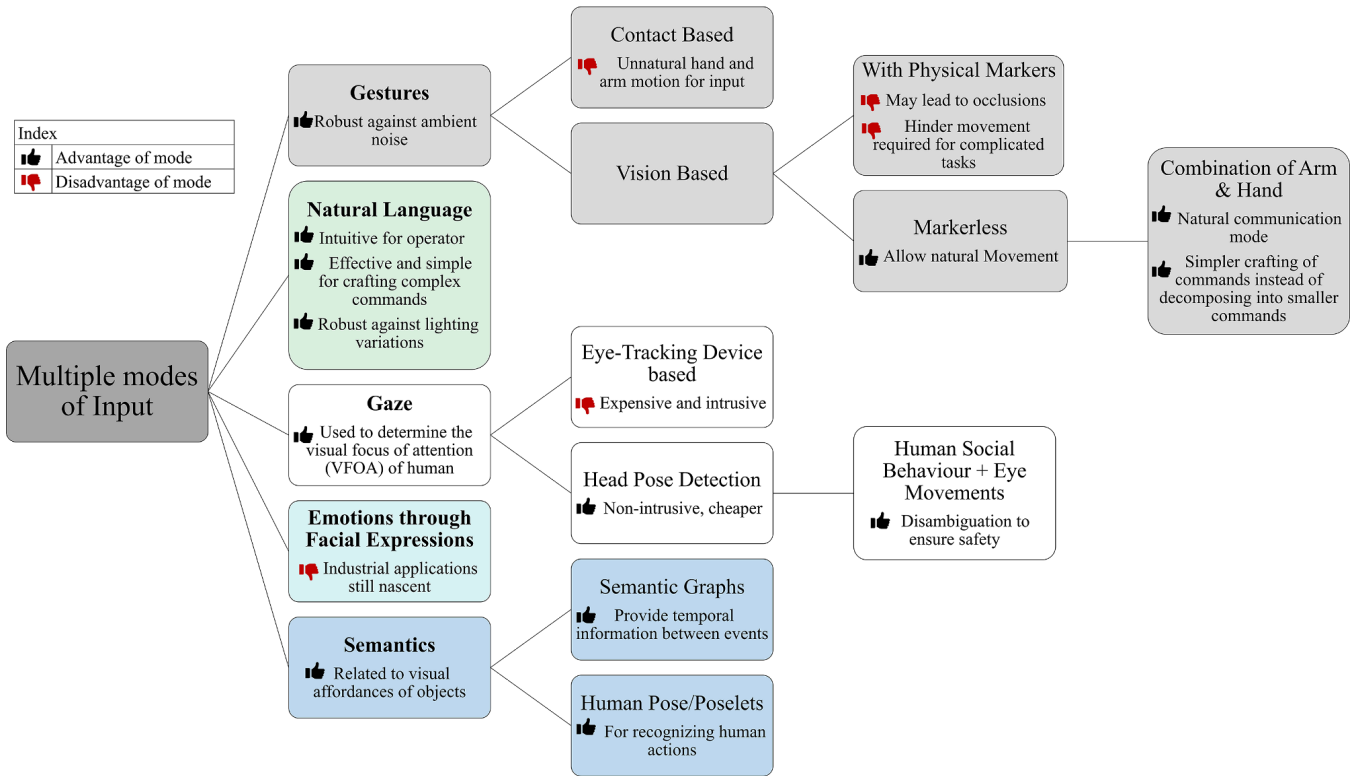 Index
Advantage of mode
Disadvantage of mode
Multiple modes
of Input
Gestures
Robust against ambient
noise
Natural Language
Intuitive for operator
Effective and simple
for crafting complex
commands
Robust against lighting
variations
Gaze
Used to determine the
visual focus of attention
(VFOA) of human
Emotions through
Facial Expressions
Industrial applications
still nascent
Semantics
Related to visual
affordances of objects
Contact Based
Unnatural hand and
arm motion for input
Vision Based
Eye-Tracking Device
based
Expensive and intrusive
Head Pose Detection
Non-intrusive, cheaper
Semantic Graphs
Provide temporal
information between events
Human Pose/Poselets
For recognizing human
actions
With Physical Markers
May lead to occlusions
Hinder movement
required for complicated
tasks
Markerless
Allow natural Movement
Human Social
Behaviour + Eye
Movements
Disambiguation to
ensure safety
Combination of Arm
& Hand
Natural communication
mode
Simpler crafting of
commands instead of
decomposing into smaller
commands